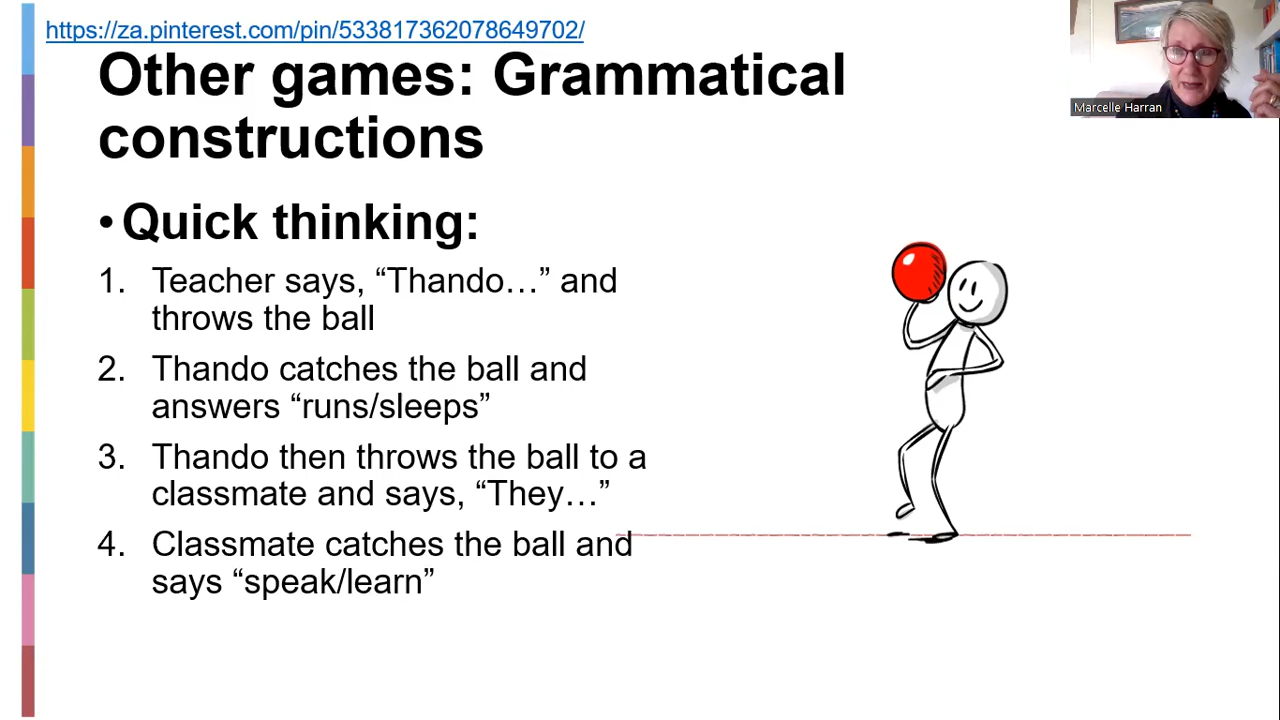 https://za.pinterest.com/pin/533817362078649702/
Other games: Grammatical
constructions
• Quick thinking:
1. Teacher says, “Thando…” and
throws the ball
2. Thando catches the ball and
answers “runs/sleeps”
3. Thando then throws the ball to a
classmate and says, “They…”
4. Classmate catches the ball and
says “speak/learn”
Marcelle Harran